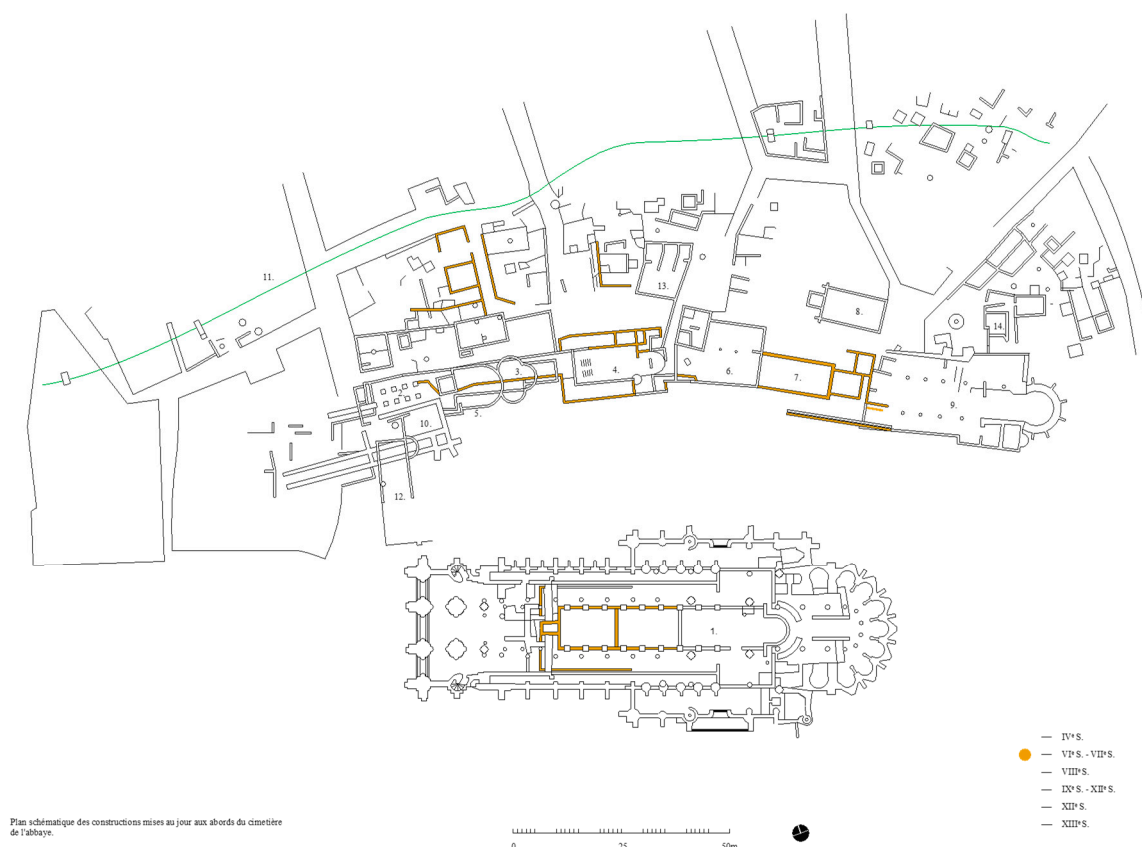 11.
13.
8.
14.
3.
4.
6.
7.
2.
5.
10.
9.
12.
1.
IVᵉ S.
VIᵉ S. - VIIᵉ S.
VIIIᵉ S.
IXᵉ S. - XIIᵉ S.
XIIᵉ S.
XIIIᵉ S.
Plan schématique des constructions mises au jour aux abords du cimetière
de l'abbaye.
0 25 50m